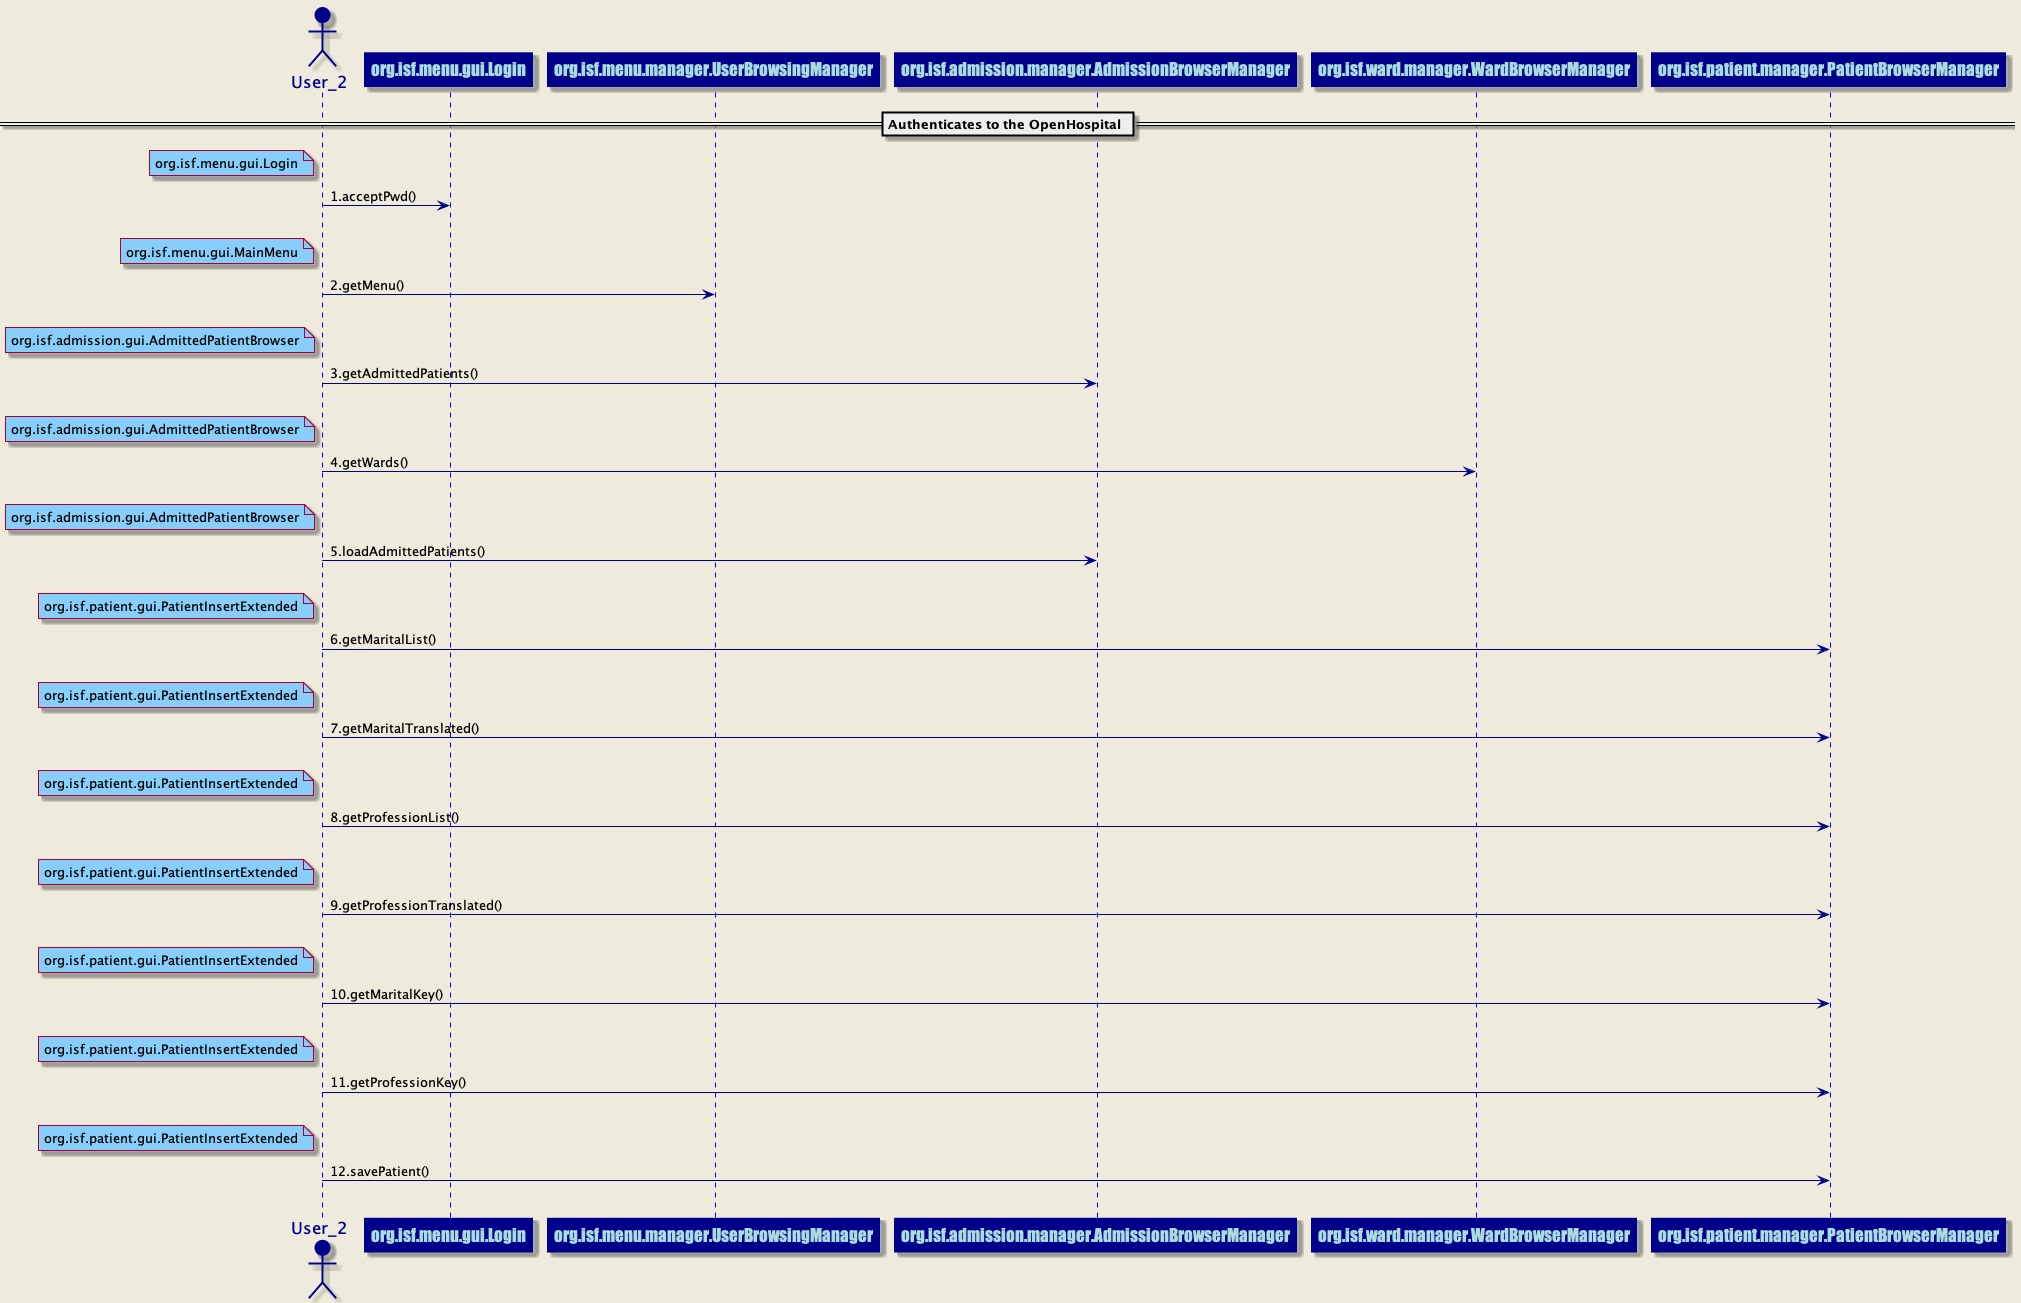 User_2
org.isf.menu.gui.Login
org.isf.menu.manager.UserBrowsingManager
org.isf.admission.manager.AdmissionBrowserManager
org.isf.ward.manager.WardBrowserManager
org.isf.patient.manager.PatientBrowserManager
Authenticates to the OpenHospital
org.isf.menu.gui.Login
1.acceptPwd()
org.isf.menu.gui.MainMenu
2.getMenu()
org.isf.admission.gui.AdmittedPatientBrowser
3.getAdmittedPatients()
org.isf.admission.gui.AdmittedPatientBrowser
4.getWards()
org.isf.admission.gui.AdmittedPatientBrowser
5.loadAdmittedPatients()
org.isf.patient.gui.PatientInsertExtended
6.getMaritalList()
org.isf.patient.gui.PatientInsertExtended
7.getMaritalTranslated()
org.isf.patient.gui.PatientInsertExtended
8.getProfessionList()
org.isf.patient.gui.PatientInsertExtended
9.getProfessionTranslated()
org.isf.patient.gui.PatientInsertExtended
10.getMaritalKey()
org.isf.patient.gui.PatientInsertExtended
11.getProfessionKey()
org.isf.patient.gui.PatientInsertExtended
12.savePatient()
User_2
org.isf.menu.gui.Login
org.isf.menu.manager.UserBrowsingManager
org.isf.admission.manager.AdmissionBrowserManager
org.isf.ward.manager.WardBrowserManager
org.isf.patient.manager.PatientBrowserManager